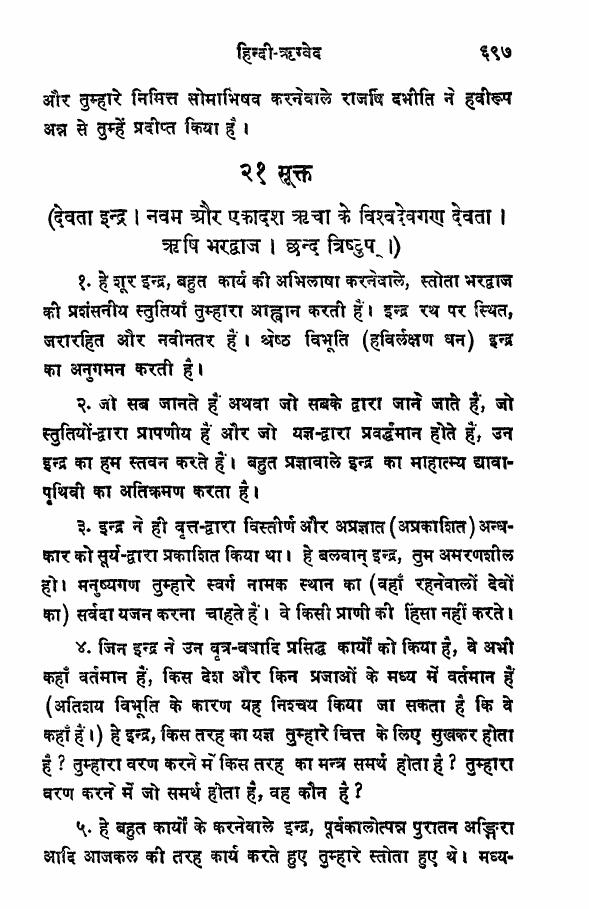 हिन्दी-ऋग्वेद ६९७
और तुम्हारे निमित्त सोमाभिषव करनेवाले राजर्षि दभीति ने हवीरूप
अन्न से तुम्हें प्रदीप्त किया है ।
२१ सूक्त
(देवता इन्द्र । नवम और एकादश ऋचा के विश्वदेवगण देवता ।
ऋषि भरद्वाज । छन्द त्रिष्टुप् ।)
१. हे शूर इन्द्र, बहुत कार्य की अभिलाषा करनेवाले, स्तोता भरद्वाज
की प्रशंसनीय स्तुतियाँ तुम्हारा आह्वान करती हैं। इन्द्र रथ पर स्थित,
जरारहित और नवीनतर हैं । श्रेष्ठ विभूति (हविर्लक्षण धन) इन्द्र
का अनुगमन करती है।
२. जो सब जानते हैं अथवा जो सबके द्वारा जाने जाते हैं, जो
स्तुतियों-द्वारा प्रापणीय हैं और जो यज्ञ-द्वारा प्रवर्द्धमान होते हैं, उन
इन्द्र का हम स्तवन करते हैं। बहुत प्रज्ञावाले इन्द्र का माहात्म्य द्यावा-
पृथिवी का अतिक्रमण करता है।
३. इन्द्र ने ही वृत्त-द्वारा विस्तीर्ण और अप्रज्ञात (अप्रकाशित) अन्ध-
कार को सूर्य-द्वारा प्रकाशित किया था। हे बलवान् इन्द्र, तुम अमरणशील
हो। मनुष्यगण तुम्हारे स्वर्ग नामक स्थान का (वहाँ रहनेवालों देवों
का) सर्वदा यजन करना चाहते हैं। वे किसी प्राणी की हिंसा नहीं करते।
४. जिन इन्द्र ने उन वृत्र-वधादि प्रसिद्ध कार्यों को किया है, वे अभी
कहाँ वर्तमान हैं, किस देश और किन प्रजाओं के मध्य में वर्तमान हैं
(अतिशय विभूति के कारण यह निश्चय किया जा सकता है कि वे
कहाँ हैं।) हे इन्द्र, किस तरह का यज्ञ तुम्हारे चित्त के लिए सुखकर होता
है ? तुम्हारा वरण करने में किस तरह का मन्त्र समर्थ होता है ? तुम्हारा
वरण करने में जो समर्थ होता है, वह कौन है ?
५. हे बहुत कार्यों के करनेवाले इन्द्र, पूर्वकालोत्पन्न पुरातन अङ्गिरा
आदि आजकल की तरह कार्य करते हुए तुम्हारे स्तोता हुए थे। मध्य-